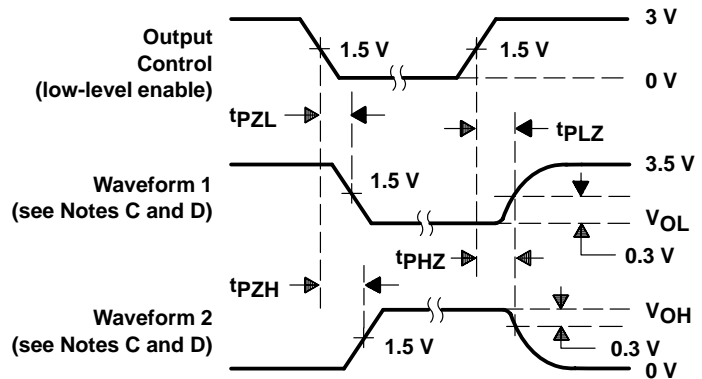 3 V
Output
Control
(low-level enable)
1.5 V
1.5 V
0 V
tPZL
tPLZ
3.5 V
Waveform 1
(see Notes C and D)
1.5 V
VOL
0.3 V
tPHZ
tPZH
VOH
Waveform 2
(see Notes C and D)
1.5 V
0.3 V
0 V